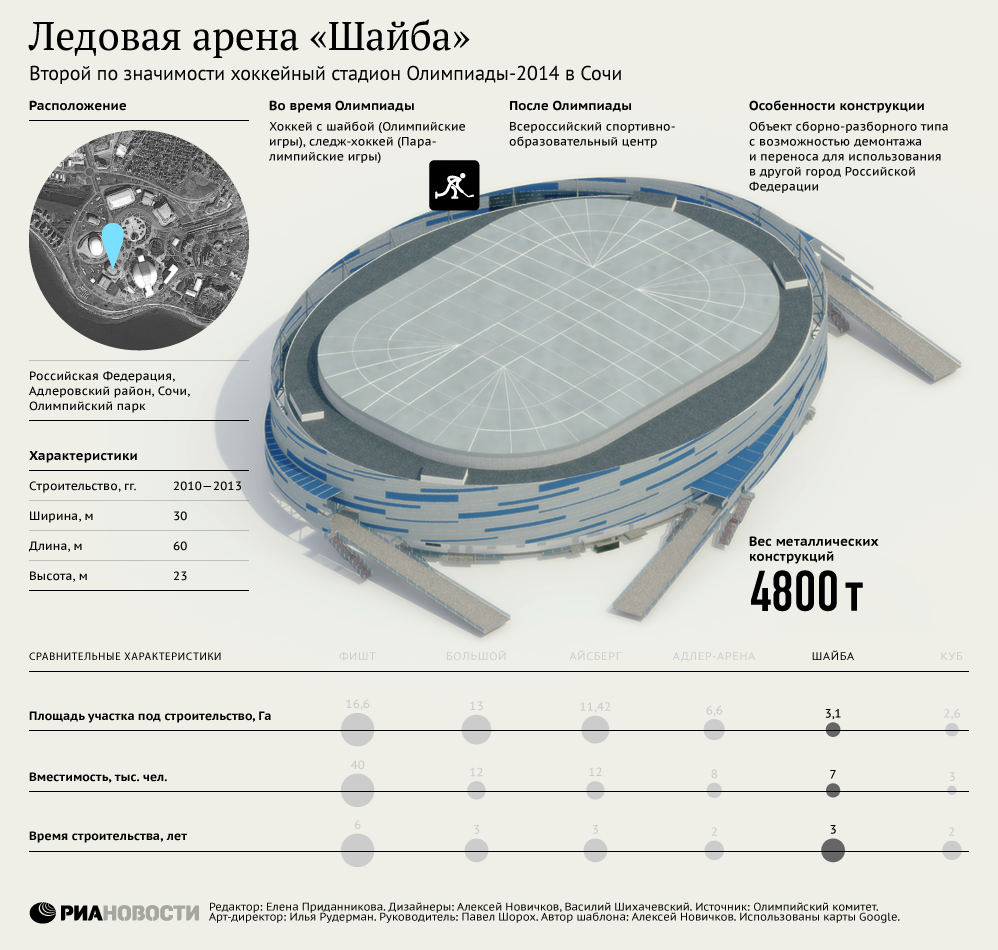 Ледовая арена «Шайба»
Второй по значимости хоккейный стадион Олимпиады-2014 в Сочи
Расположение
Российская Федерация,
Адлеровский район, Сочи,
Олимпийский парк
Во время Олимпиады
Хоккей с шайбой (Олимпийские
игры), следж-хоккей (Пара-
лимпийские игры)
После Олимпиады
Всероссийский спортивно-
образовательный центр
Особенности конструкции
Объект сборно-разборного типа
с возможностью демонтажа
и переноса для использования
в другой город Российской
Федерации
Характеристики
Строительство, гг. 2010—2013
Ширина, м 30
Длина, м 60
Высота, м 23
Вес металлических
конструкций
4800 т
СРАВНИТЕЛЬНЫЕ ХАРАКТЕРИСТИКИ ФИШТ БОЛЬШОЙ АЙСБЕРГ АДЛЕР-АРЕНА ШАЙБА КУБ
Площадь участка под строительство, Га 16,6 13 11,42 6,6 3,1 2,6
Вместимость, тыс. чел. 40 12 12 8 7 3
Время строительства, лет 6 3 3 2 3 2
РИАНОВОСТИ
Редактор: Елена Приданникова. Дизайнеры: Алексей Новичков, Василий Шихачевский. Источник: Олимпийский комитет.
Арт-директор: Илья Рудерман. Руководитель: Павел Шорох. Автор шаблона: Алексей Новичков. Использованы карты Google.